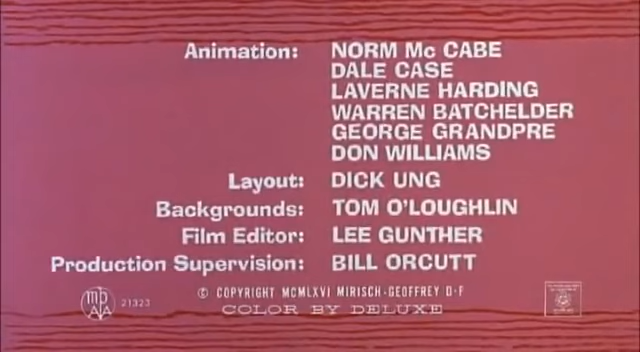 Animation: NORM Mc CABE
DALE CASE
LAVERNE HARDING
WARREN BATCHELDER
GEORGE GRANDPRE
DON WILLIAMS
Layout: DICK UNG
Backgrounds: TOM O'LOUGHLIN
Film Editor: LEE GUNTHER
Production Supervision: BILL ORCUTT
© COPYRIGHT MCMLXVI MIRISCH-GEOFFREY D-F
MPAA 21323
COLOR BY DELUXE